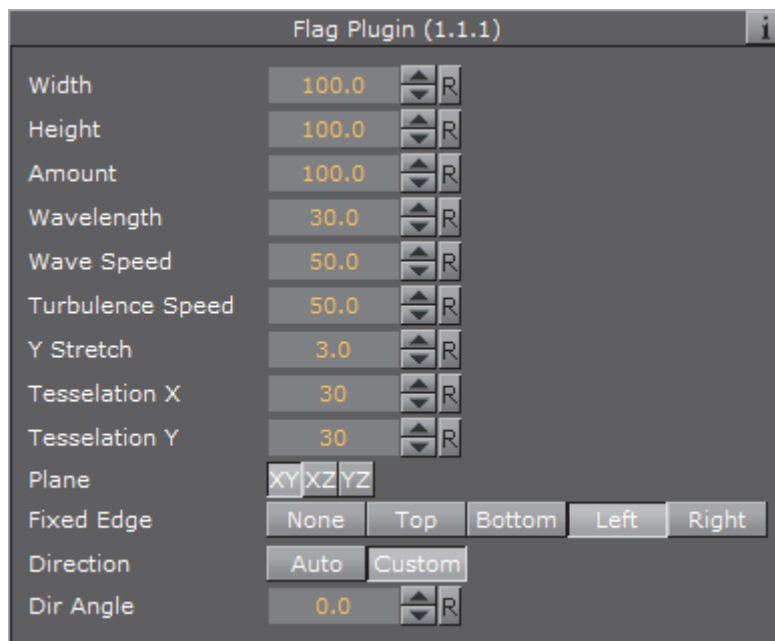 Flag Plugin (1.1.1) i
Width 100.0 R
Height 100.0 R
Amount 100.0 R
Wavelength 30.0 R
Wave Speed 50.0 R
Turbulence Speed 50.0 R
Y Stretch 3.0 R
Tesselation X 30 R
Tesselation Y 30 R
Plane XY XZ YZ
Fixed Edge None Top Bottom Left Right
Direction Auto Custom
Dir Angle 0.0 R